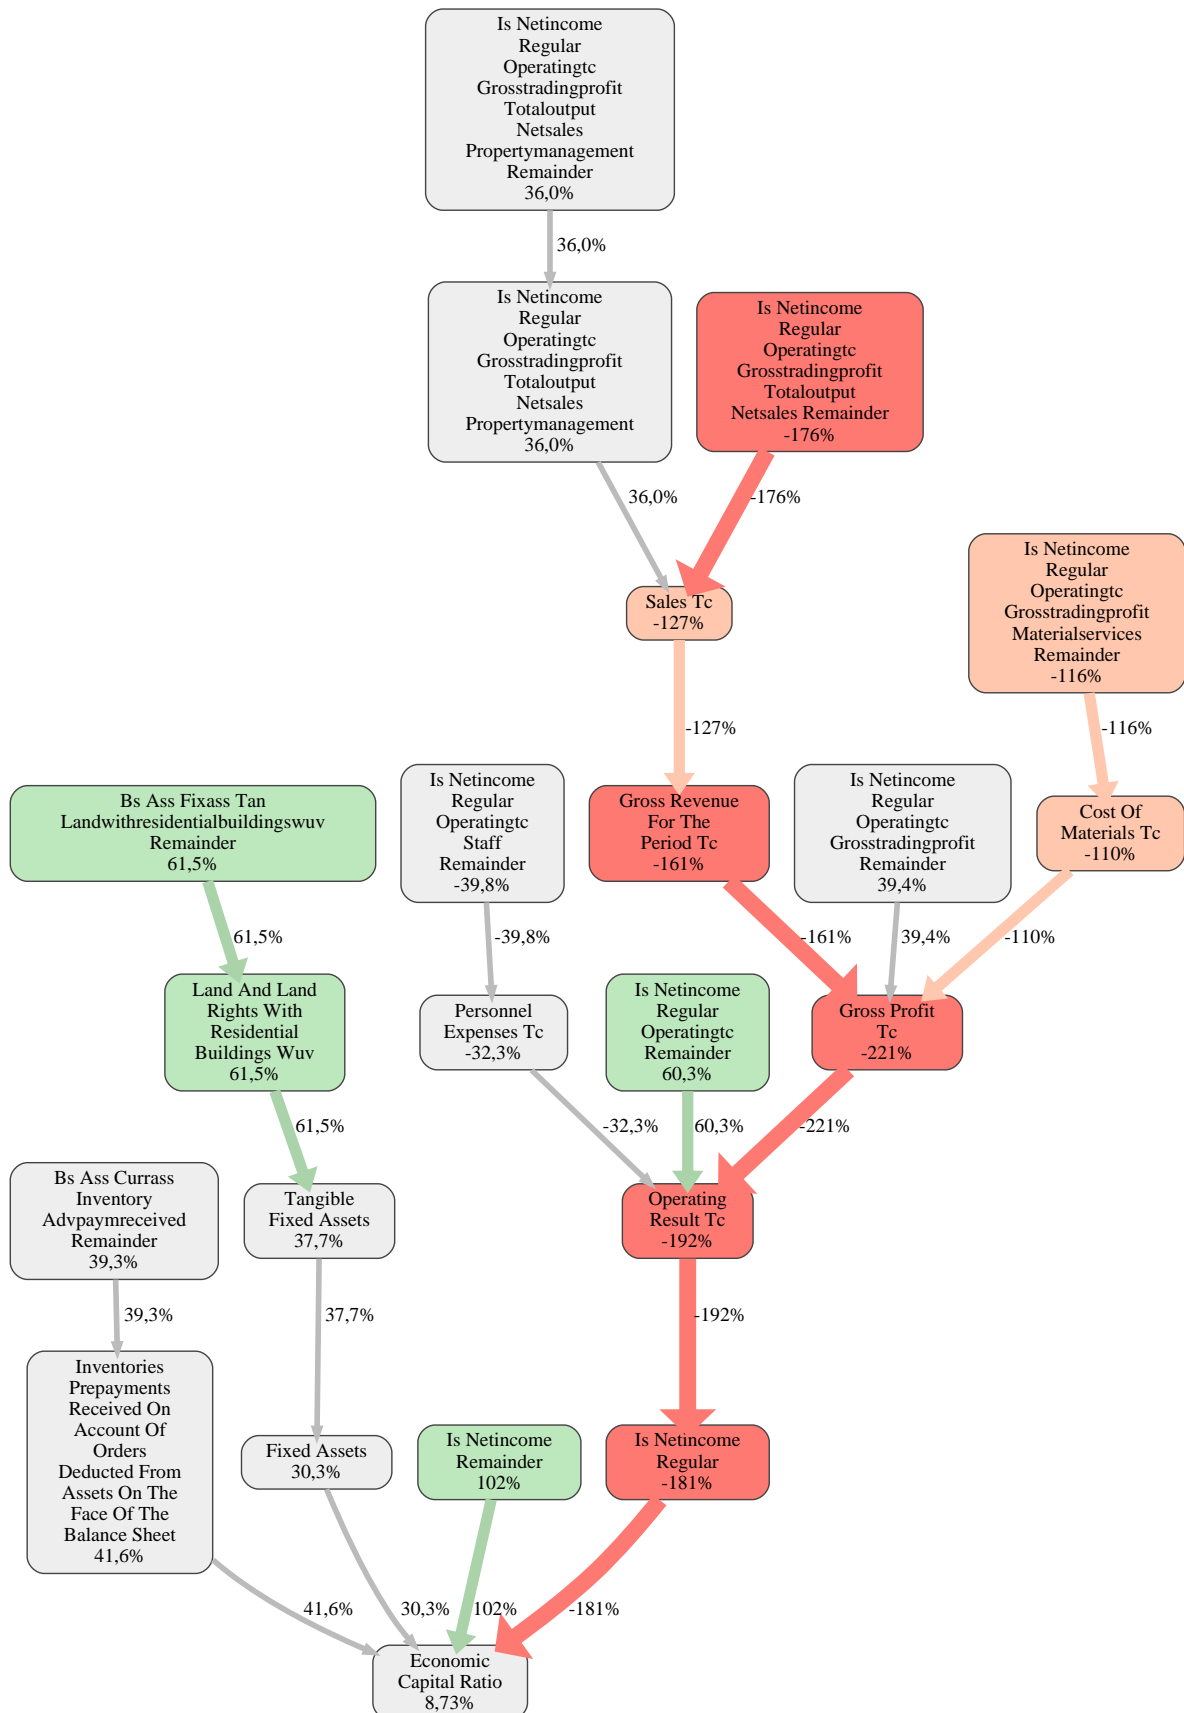 Is Netincome
Regular
Operatingtc
Grosstradingprofit
Totaloutput
Netsales
Propertymanagement
Remainder
36,0%
36,0%
Is Netincome
Regular
Operatingtc
Grosstradingprofit
Totaloutput
Netsales
Propertymanagement
36,0%
Is Netincome
Regular
Operatingtc
Grosstradingprofit
Totaloutput
Netsales Remainder
-176%
36,0%
-176%
Is Netincome
Regular
Operatingtc
Grosstradingprofit
Materialservices
Remainder
-116%
Sales Tc
-127%
-127%
-116%
Bs Ass Fixass Tan
Landwithresidentialbuildingswuv
Remainder
61,5%
Is Netincome
Regular
Operatingtc
Staff
Remainder
-39,8%
Gross Revenue
For The
Period Tc
-161%
Is Netincome
Regular
Operatingtc
Grosstradingprofit
Remainder
39,4%
Cost Of
Materials Tc
-110%
61,5%
-39,8%
-161%
39,4%
-110%
Land And Land
Rights With
Residential
Buildings Wuv
61,5%
Personnel
Expenses Tc
-32,3%
Is Netincome
Regular
Operatingtc
Remainder
60,3%
Gross Profit
Tc
-221%
61,5%
-32,3%
60,3%
-221%
Bs Ass Currass
Inventory
Advpaymreceived
Remainder
39,3%
Tangible
Fixed Assets
37,7%
Operating
Result Tc
-192%
39,3%
37,7%
-192%
Inventories
Prepayments
Received On
Account Of
Orders
Deducted From
Assets On The
Face Of The
Balance Sheet
41,6%
Fixed Assets
30,3%
Is Netincome
Remainder
102%
Is Netincome
Regular
-181%
41,6%
30,3%
102%
-181%
Economic
Capital Ratio
8,73%